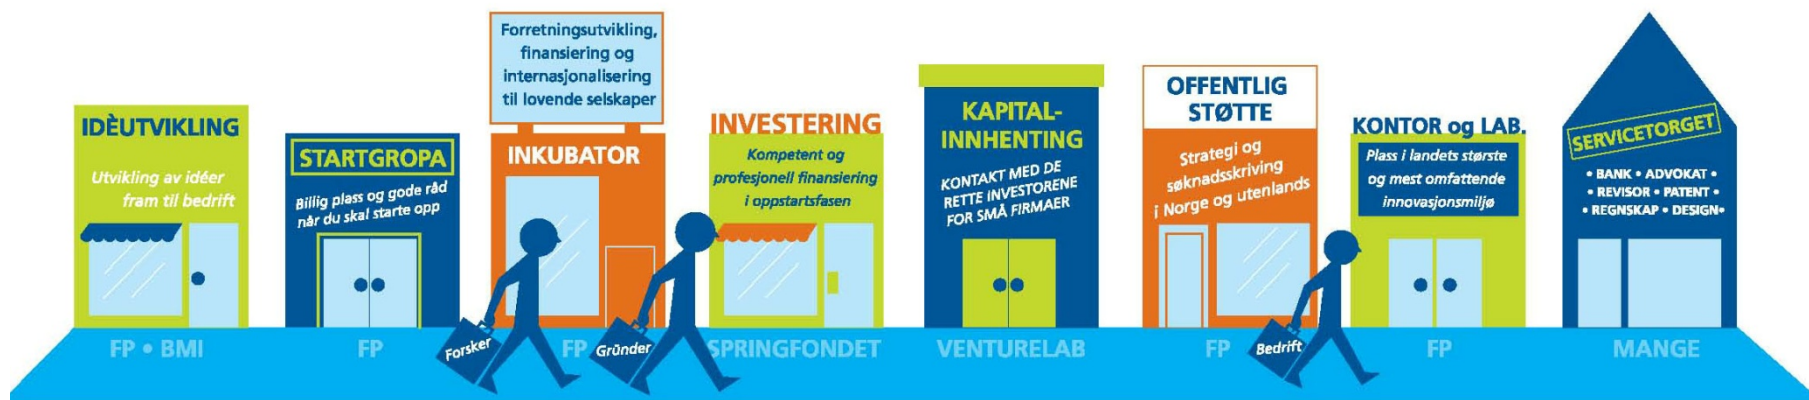 IDÈUTVIKLING
Utvikling av idéer
fram til bedrift
FP • BMI
STARTGROPA
Billig plass og gode råd
når du skal starte opp
FP
Forsker
Forretningsutvikling,
finansiering og
internasjonalisering
til lovende selskaper
INKUBATOR
FP
Gründer
INVESTERING
Kompetent og
profesjonell finansiering
i oppstartsfasen
SPRINGFONDET
KAPITAL-
INNHENTING
KONTAKT MED DE
RETTE INVESTORENE
FOR SMÅ FIRMAER
VENTURELAB
OFFENTLIG
STØTTE
Strategi og
søknadsskriving
i Norge og utenlands
FP
Bedrift
KONTOR og LAB.
Plass i landets største
og mest omfattende
innovasjonsmiljø
FP
SERVICETORGET
• BANK • ADVOKAT •
• REVISOR • PATENT •
• REGNSKAP • DESIGN•
MANGE